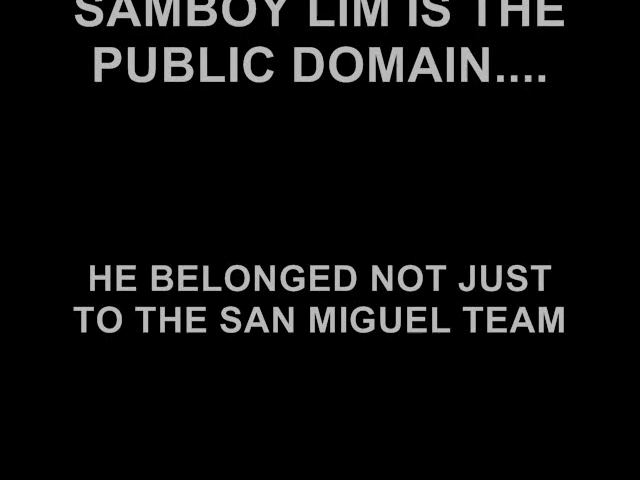 SAMBOY LIM IS THE
PUBLIC DOMAIN....
HE BELONGED NOT JUST
TO THE SAN MIGUEL TEAM